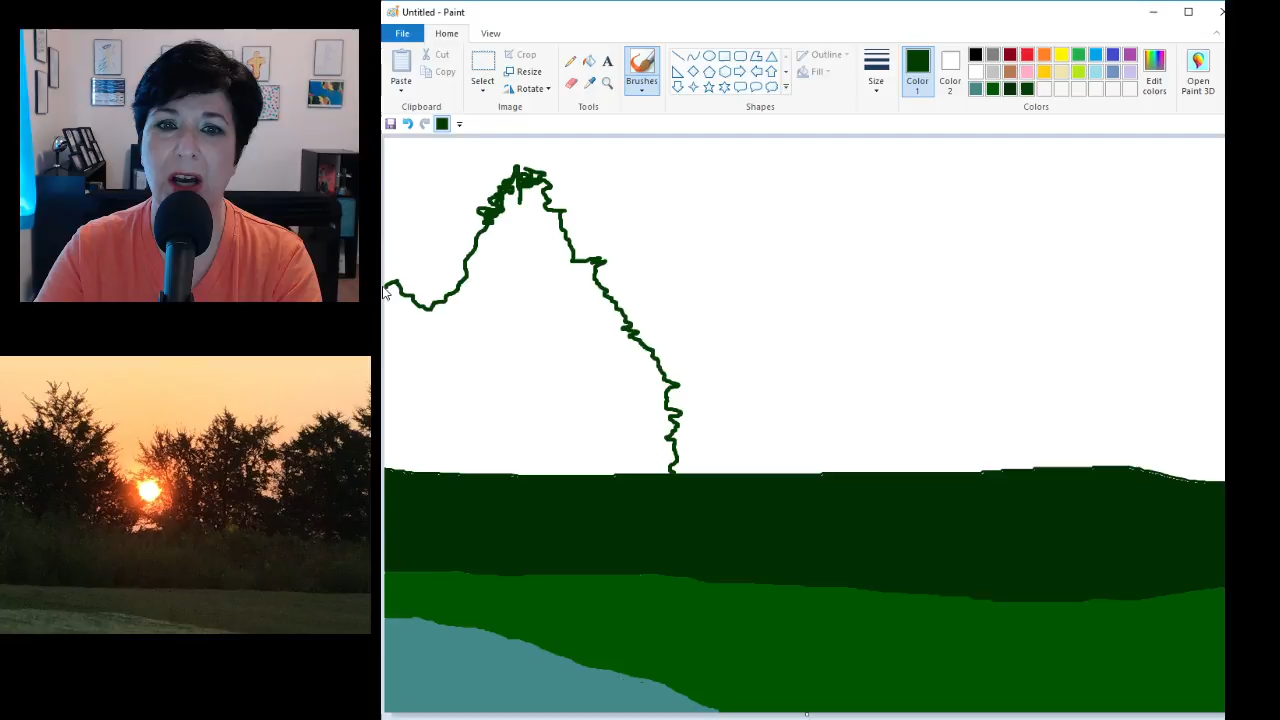 Untitled - Paint
File Home View
Paste
Cut
Copy
Clipboard
Select
Crop
Resize
Rotate
Image
Tools
Brushes
Shapes
Outline
Fill
Size
Color
1
Color
2
Colors
Edit
colors
Open
Paint 3D